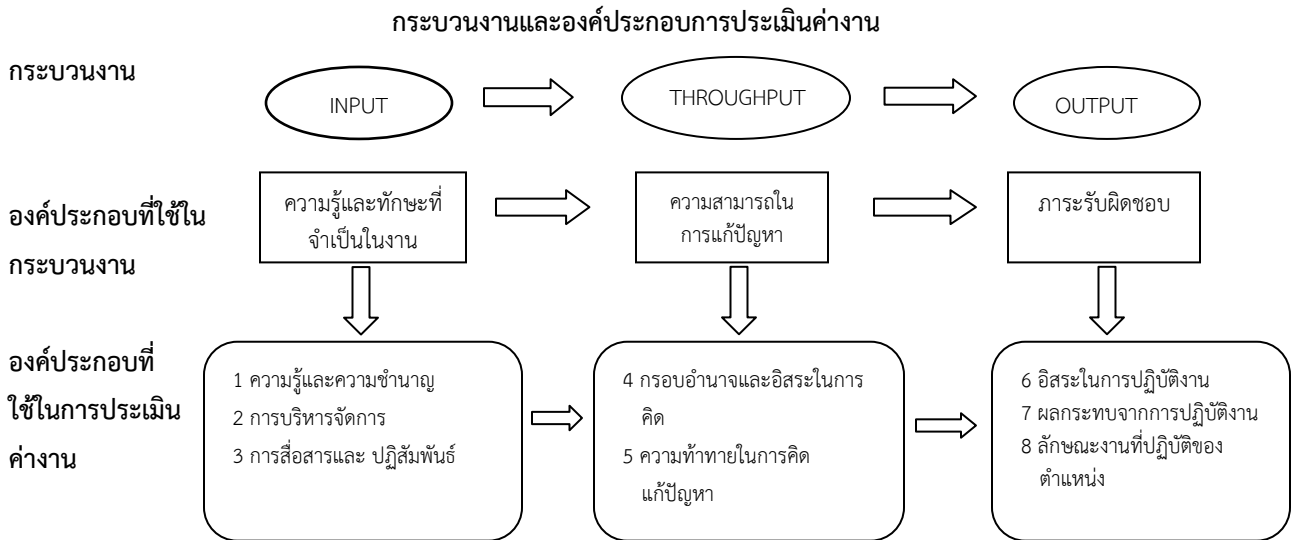 กระบวนงานและองค์ประกอบการประเมินค่างาน
กระบวนงาน
INPUT
THROUGHPUT
OUTPUT
องค์ประกอบที่ใช้ใน
กระบวนงาน
ความรู้และทักษะที่
จำเป็นในงาน
ความสามารถใน
การแก้ปัญหา
ภาระรับผิดชอบ
องค์ประกอบที่
ใช้ในการประเมิน
ค่างาน
1 ความรู้และความชำนาญ
2 การบริหารจัดการ
3 การสื่อสารและ ปฏิสัมพันธ์
4 กรอบอำนาจและอิสระในการ
คิด
5 ความท้าทายในการคิด
แก้ปัญหา
6 อิสระในการปฏิบัติงาน
7 ผลกระทบจากการปฏิบัติงาน
8 ลักษณะงานที่ปฏิบัติของ
ตำแหน่ง